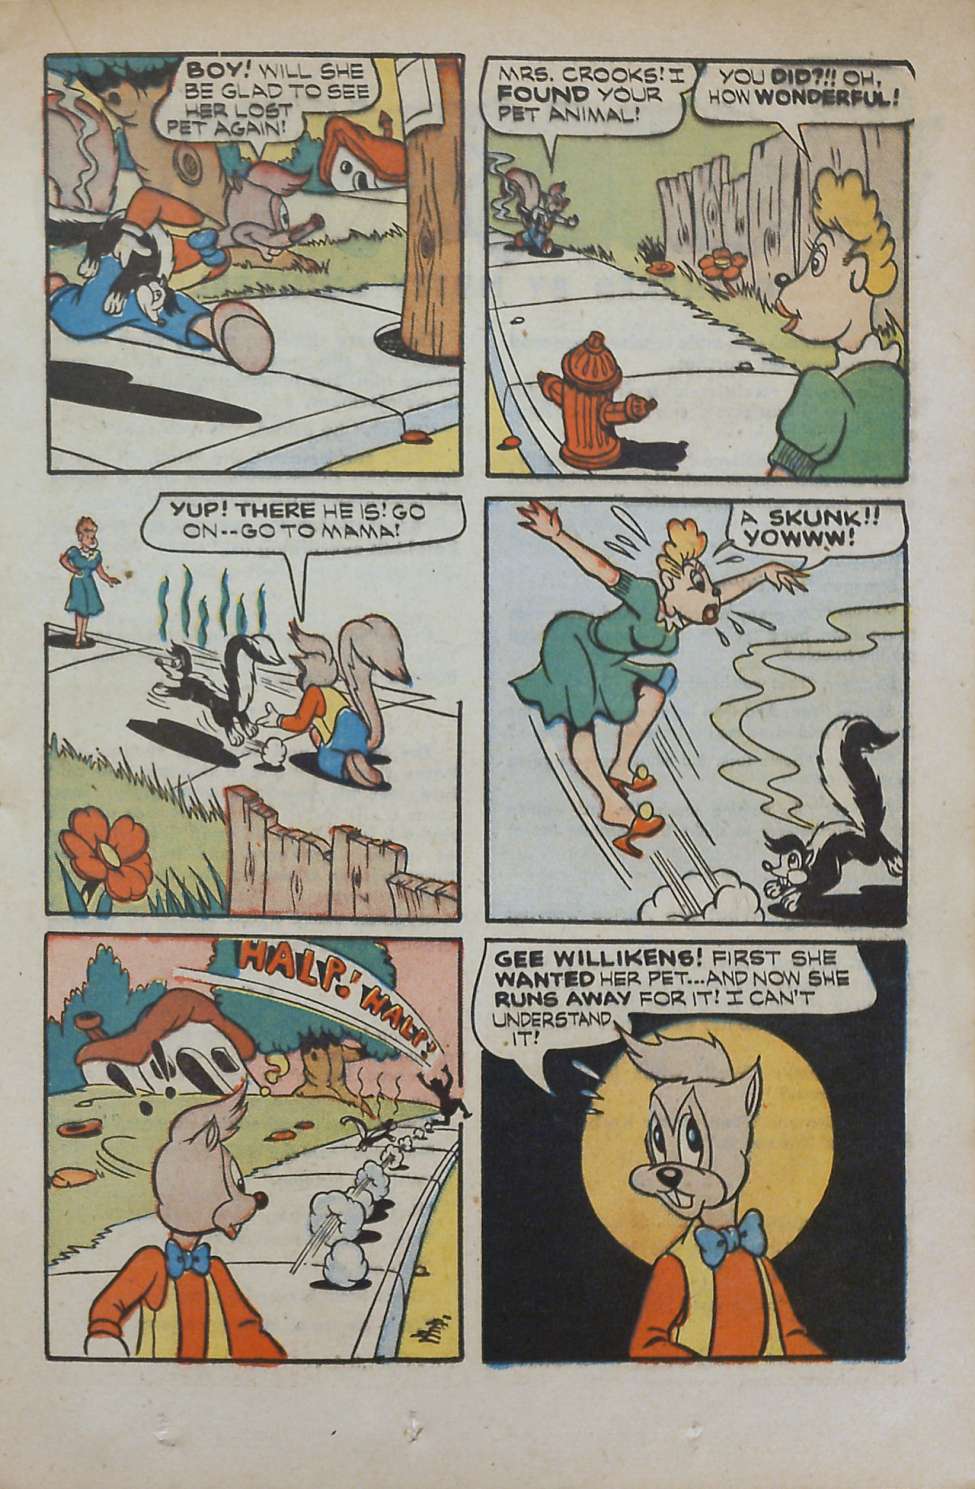 BOY! WILL SHE
BE GLAD TO SEE
HER LOST
PET AGAIN!
MRS. CROOKS! I
FOUND YOUR
PET ANIMAL!
YOU DID?!! OH,
HOW WONDERFUL!
YUP! THERE HE IS! GO
ON--GO TO MAMA!
A SKUNK!!
YOWWW!
HALP! HALP!
GEE WILLIKENS! FIRST SHE
WANTED HER PET...AND NOW SHE
RUNS AWAY FOR IT! I CAN'T
UNDERSTAND
IT!